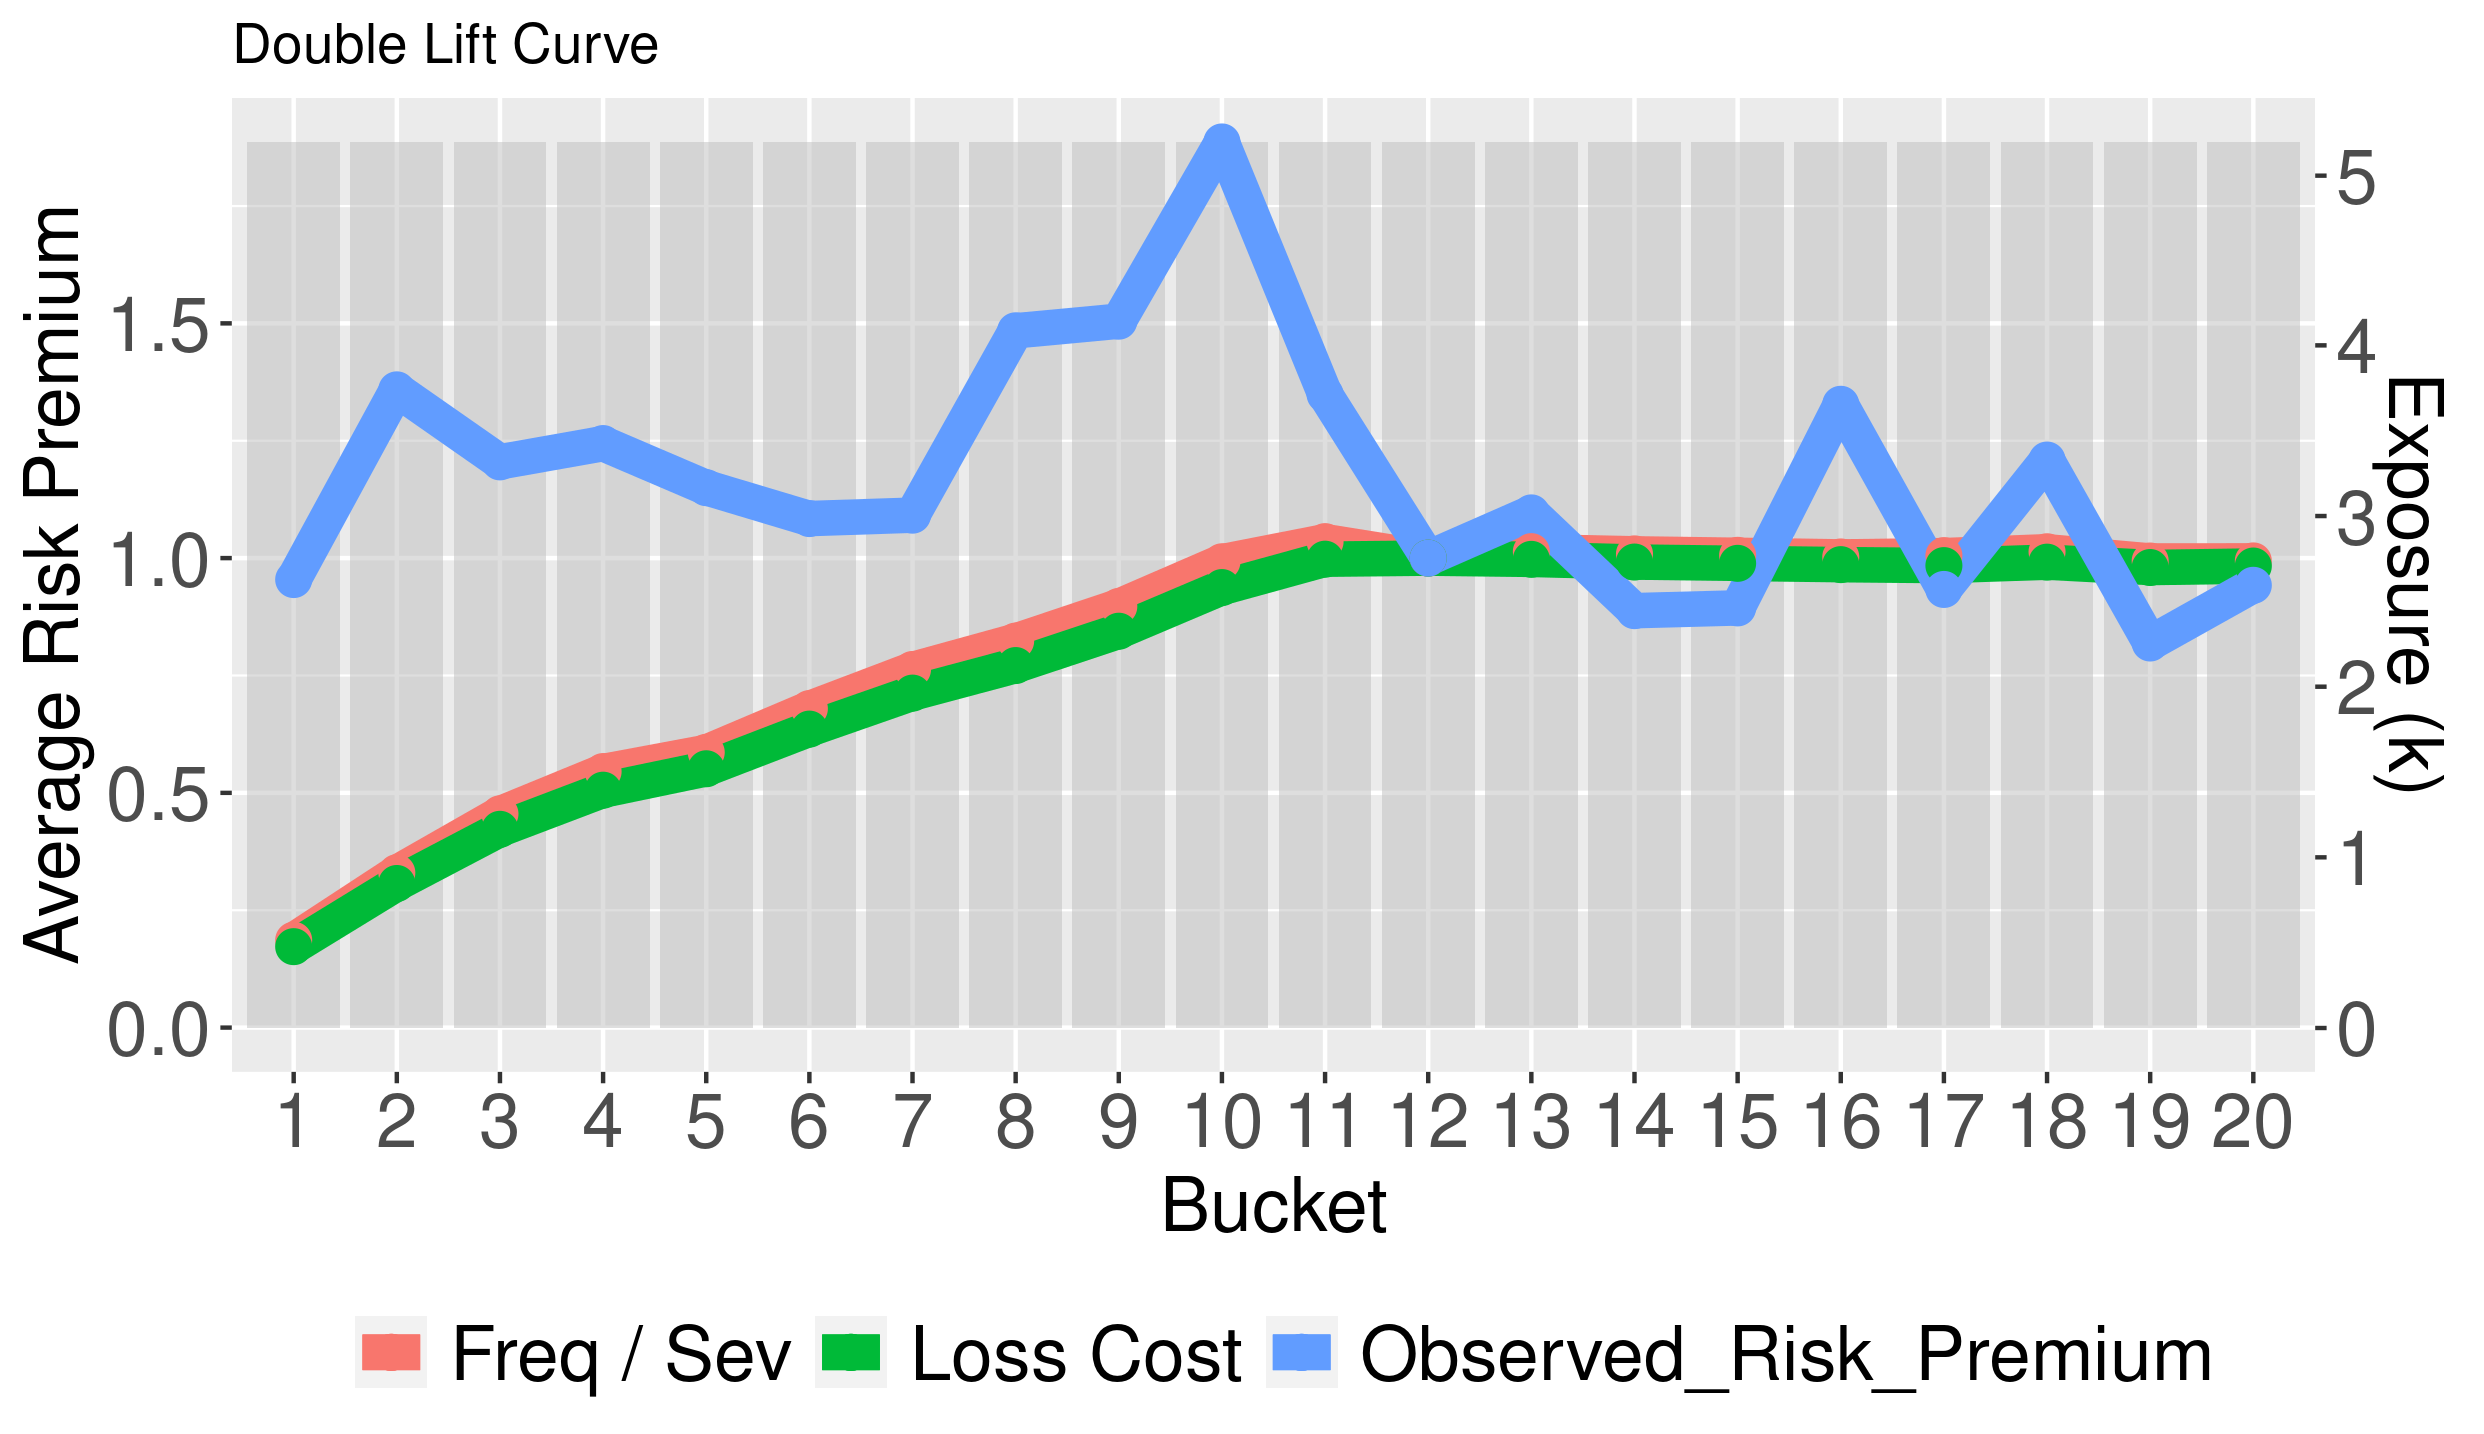 Double Lift Curve
Average Risk Premium
1.5
1.0
0.5
0.0
5
4
3
2
1
0
Exposure (k)
1 2 3 4 5 6 7 8 9 10 11 12 13 14 15 16 17 18 19 20
Bucket
Freq / Sev Loss Cost Observed_Risk_Premium